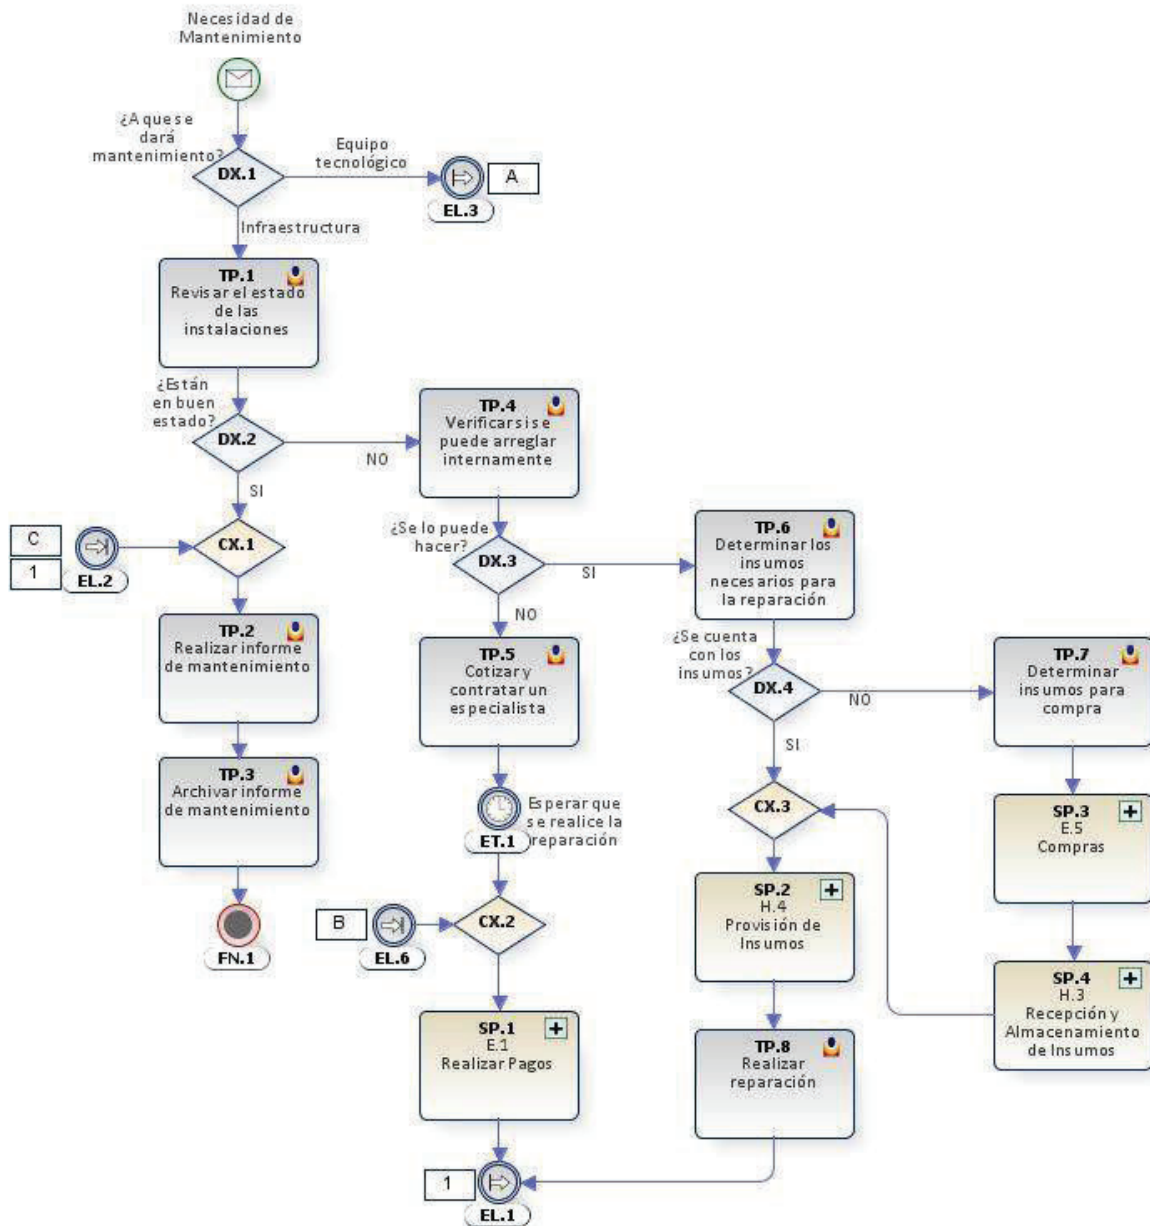 Necesidad de
Mantenimiento
¿A que se
dará
mantenimiento?
DX.1
Equipo
tecnológico
A
EL.3
Infraestructura
TP.1
Revisar el estado
de las
instalaciones
¿Están
en buen
estado?
DX.2
NO
SI
TP.4
Verificar si se
puede arreglar
internamente
C
1
EL.2
CX.1
¿Se lo puede
hacer?
DX.3
SI
NO
TP.6
Determinar los
insumos
necesarios para
la reparación
TP.2
Realizar informe
de mantenimiento
TP.5
Cotizar y
contratar un
especialista
¿Se cuenta
con los
insumos?
DX.4
NO
SI
TP.7
Determinar
insumos para
compra
TP.3
Archivar informe
de mantenimiento
FN.1
ET.1
Esperar que
se realice la
reparación
CX.3
SP.3
E.5
Compras
B
EL.6
CX.2
SP.2
H.4
Provisión de
Insumos
SP.4
H.3
Recepción y
Almacenamiento
de Insumos
SP.1
E.1
Realizar Pagos
TP.8
Realizar
reparación
1
EL.1